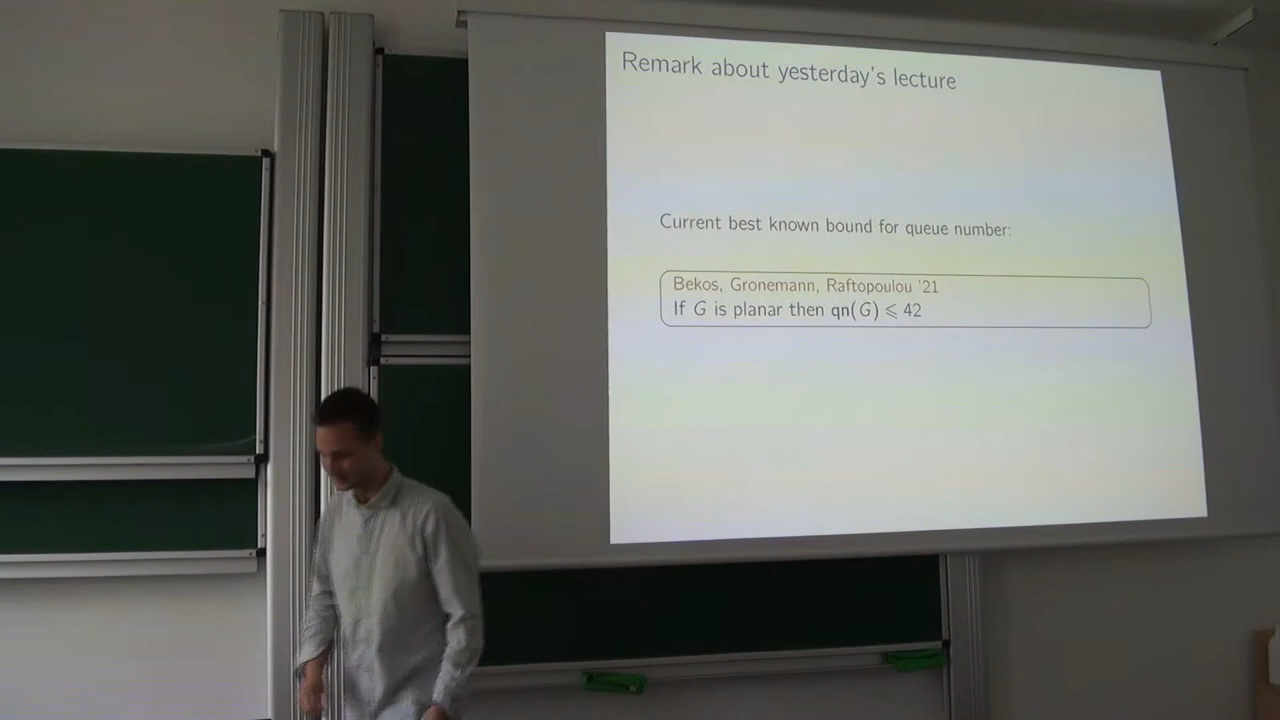 Remark about yesterday's lecture
Current best known bound for queue number:
Bekos, Gronemann, Raftopoulou '21
If G is planar then qn(G) ⩽ 42